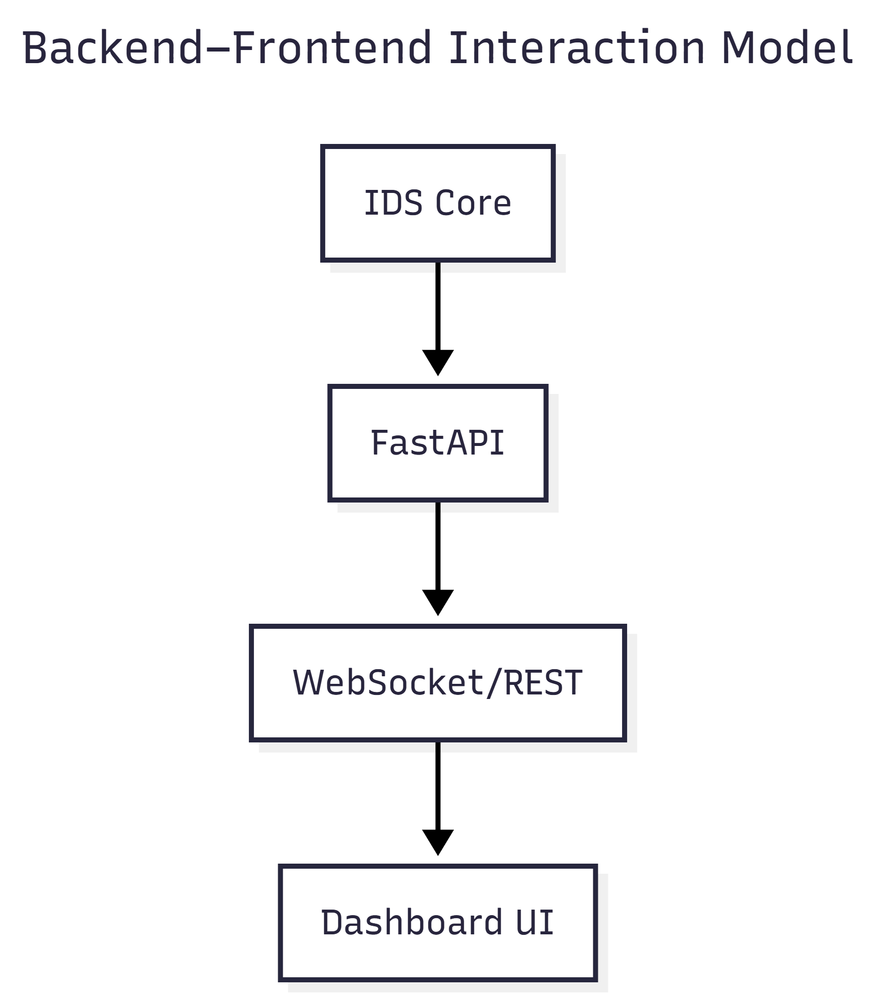 Backend–Frontend Interaction Model
IDS Core
FastAPI
WebSocket/REST
Dashboard UI